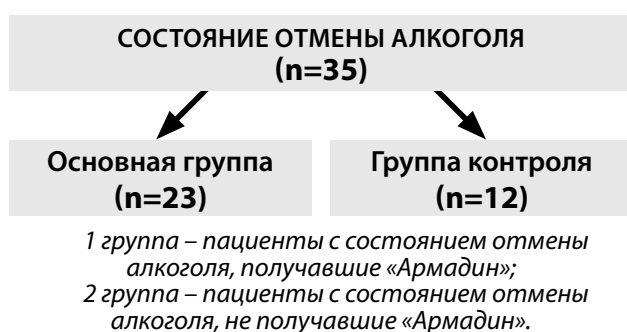 СОСТОЯНИЕ ОТМЕНЫ АЛКОГОЛЯ
(n=35)
Основная группа
(n=23)
Группа контроля
(n=12)
1 группа – пациенты с состоянием отмены
алкоголя, получавшие «Армадин»;
2 группа – пациенты с состоянием отмены
алкоголя, не получавшие «Армадин».